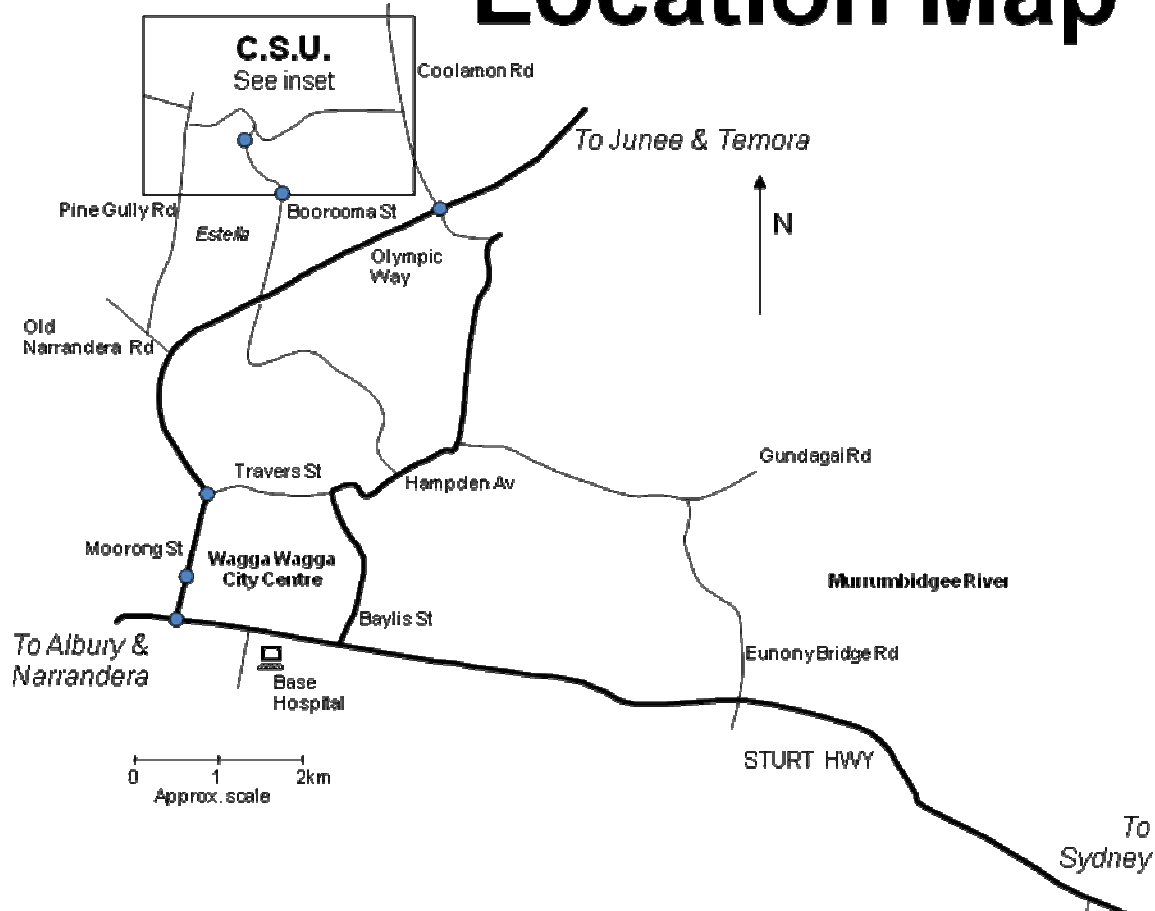 Location Map
C.S.U.
See inset
Coolamon Rd
To Junee & Temora
Pine Gully Rd
Boorooma St
N
Estella
Olympic
Way
Old
Narrandera Rd
Travers St
Gundagai Rd
Hampden Av
Moorong St
Wagga Wagga
City Centre
Murrumbidgee River
Baylis St
To Albury &
Narrandera
Eunony Bridge Rd
Base
Hospital
STURT HWY
0 1 2km
Approx. scale
To
Sydney